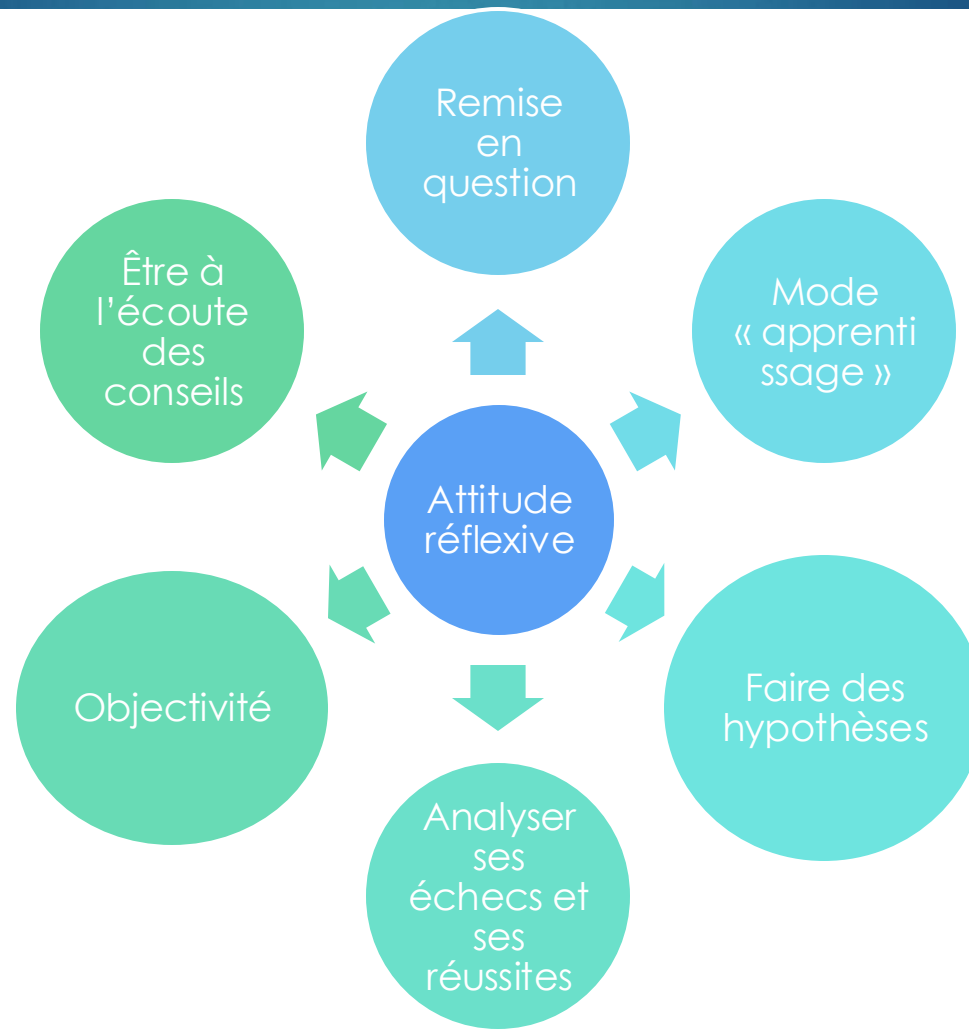 Remise
en
question
Mode
« apprenti
ssage »
Faire des
hypothèses
Analyser
ses
échecs et
ses
réussites
Objectivité
Être à
l’écoute
des
conseils
Attitude
réflexive